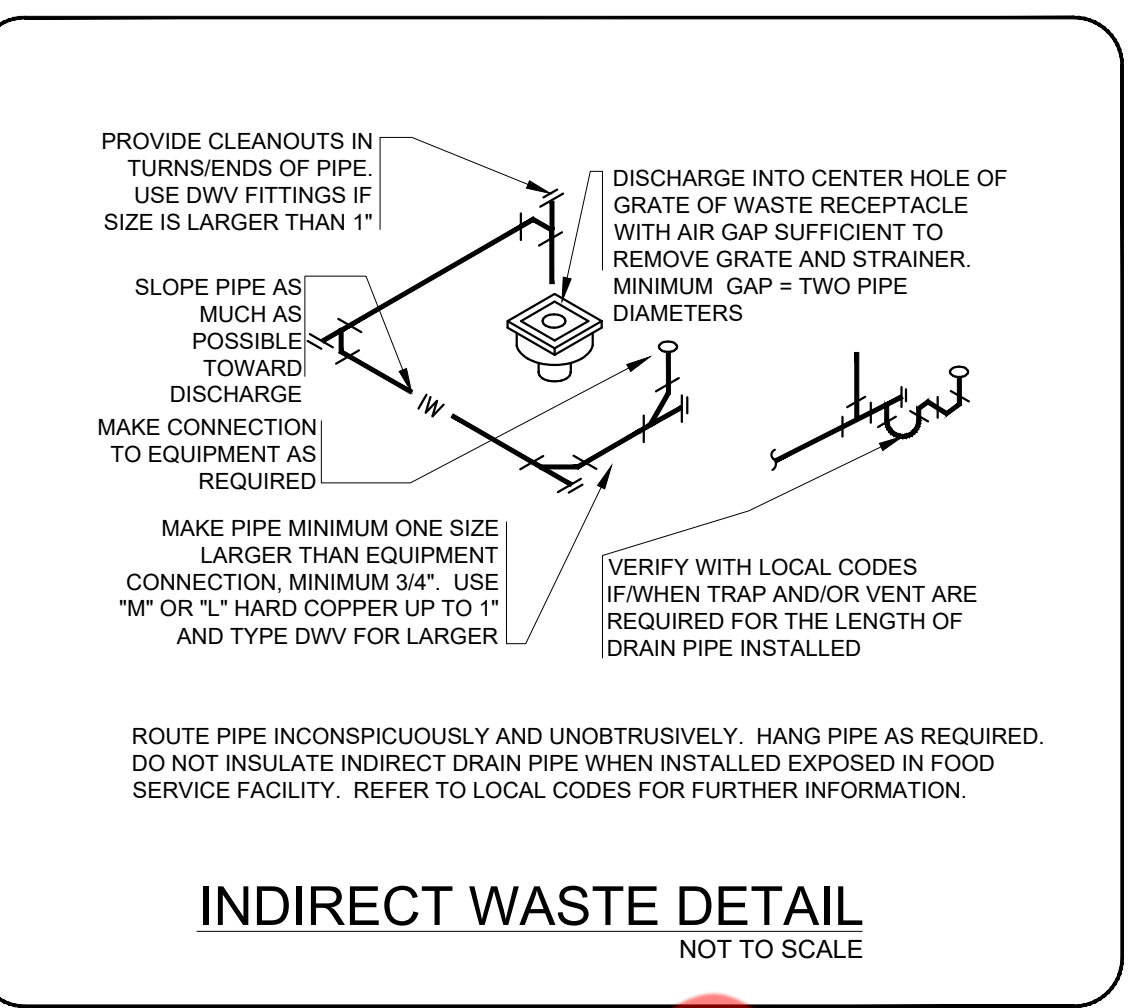 PROVIDE CLEANOUTS IN
TURNS/ENDS OF PIPE.
USE DWV FITTINGS IF
SIZE IS LARGER THAN 1"
DISCHARGE INTO CENTER HOLE OF
GRATE OF WASTE RECEPTACLE
WITH AIR GAP SUFFICIENT TO
REMOVE GRATE AND STRAINER.
MINIMUM GAP = TWO PIPE
DIAMETERS
SLOPE PIPE AS
MUCH AS
POSSIBLE
TOWARD
DISCHARGE
IW
MAKE CONNECTION
TO EQUIPMENT AS
REQUIRED
MAKE PIPE MINIMUM ONE SIZE
LARGER THAN EQUIPMENT
CONNECTION, MINIMUM 3/4". USE
"M" OR "L" HARD COPPER UP TO 1"
AND TYPE DWV FOR LARGER
VERIFY WITH LOCAL CODES
IF/WHEN TRAP AND/OR VENT ARE
REQUIRED FOR THE LENGTH OF
DRAIN PIPE INSTALLED
ROUTE PIPE INCONSPICUOUSLY AND UNOBTRUSIVELY. HANG PIPE AS REQUIRED.
DO NOT INSULATE INDIRECT DRAIN PIPE WHEN INSTALLED EXPOSED IN FOOD
SERVICE FACILITY. REFER TO LOCAL CODES FOR FURTHER INFORMATION.
INDIRECT WASTE DETAIL
NOT TO SCALE